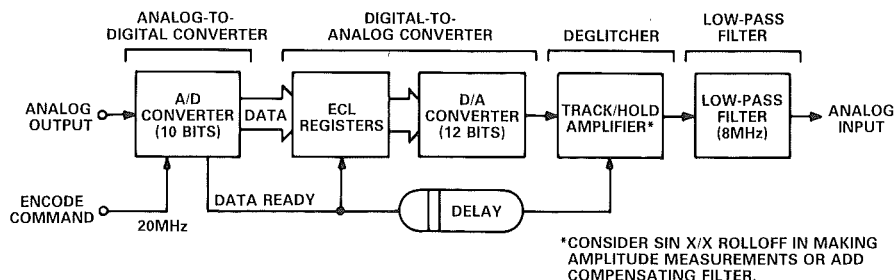 ANALOG-TO-
DIGITAL CONVERTER
DIGITAL-TO-
ANALOG CONVERTER
DEGLITCHER
LOW-PASS
FILTER
ANALOG
OUTPUT
A/D
CONVERTER
(10 BITS)
DATA
ECL
REGISTERS
D/A
CONVERTER
(12 BITS)
TRACK/HOLD
AMPLIFIER*
LOW-PASS
FILTER
(8MHz)
ANALOG
INPUT
ENCODE
COMMAND
20MHz
DATA READY
DELAY
*CONSIDER SIN X/X ROLLOFF IN MAKING
AMPLITUDE MEASUREMENTS OR ADD
COMPENSATING FILTER.